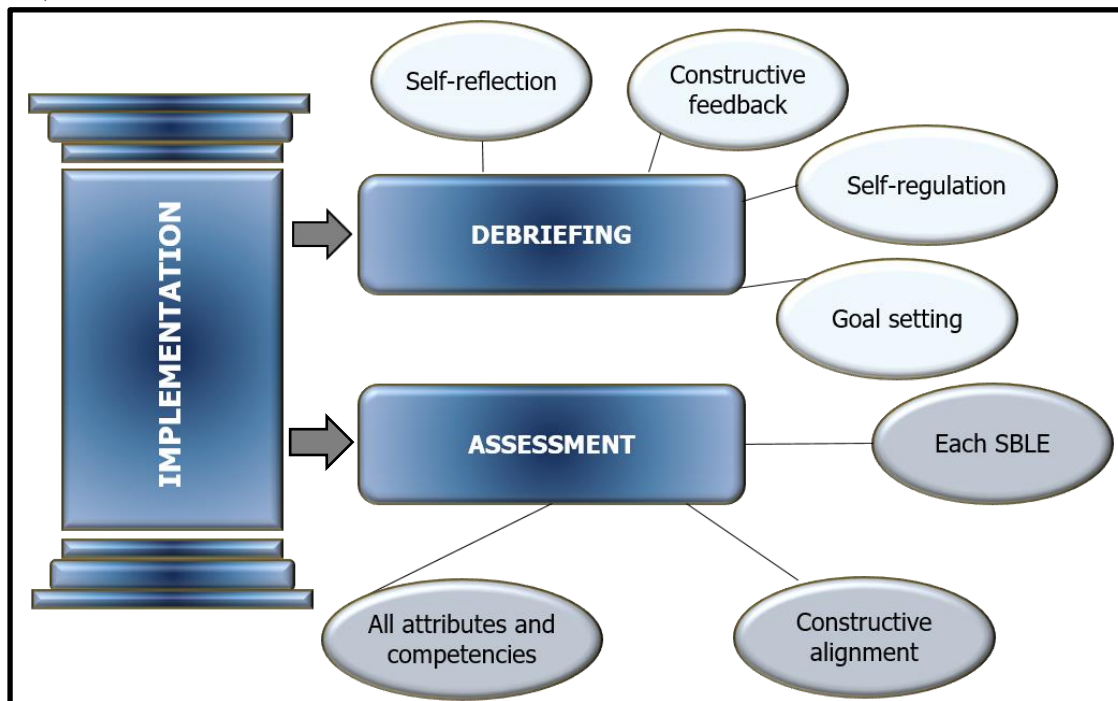 IMPLEMENTATION
Self-reflection
Constructive
feedback
Self-regulation
DEBRIEFING
Goal setting
ASSESSMENT
Each SBLE
All attributes and
competencies
Constructive
alignment